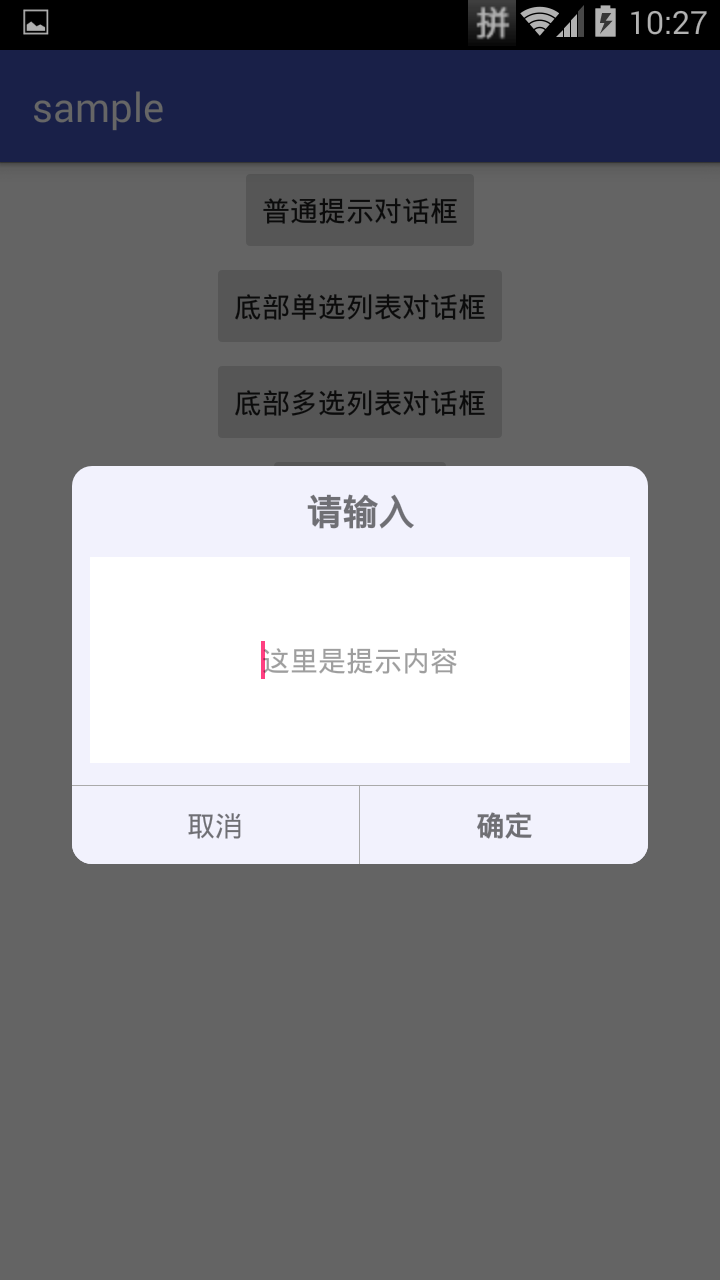 拼 10:27
sample
普通提示对话框
底部单选列表对话框
底部多选列表对话框
请输入
这里是提示内容
取消 确定